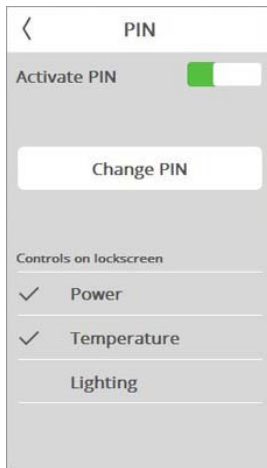 PIN
Activate PIN
Change PIN
Controls on lockscreen
Power
Temperature
Lighting